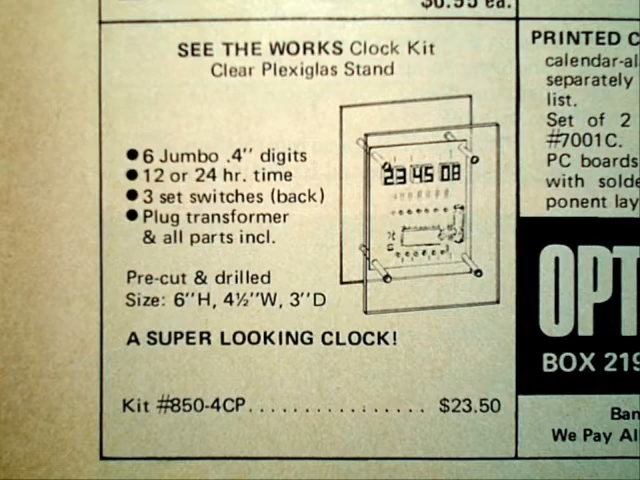 $0.95 ea.
SEE THE WORKS Clock Kit
Clear Plexiglas Stand
●6 Jumbo .4'' digits
●12 or 24 hr. time
●3 set switches (back)
●Plug transformer
& all parts incl.
23 45 08
Pre-cut & drilled
Size: 6''H, 4½''W, 3''D
A SUPER LOOKING CLOCK!
Kit #850-4CP................ $23.50
PRINTED C
calendar-al
separately
list.
Set of 2
#7001C.
PC boards
with solde
ponent lay
OPT
BOX 219
Ban
We Pay Al